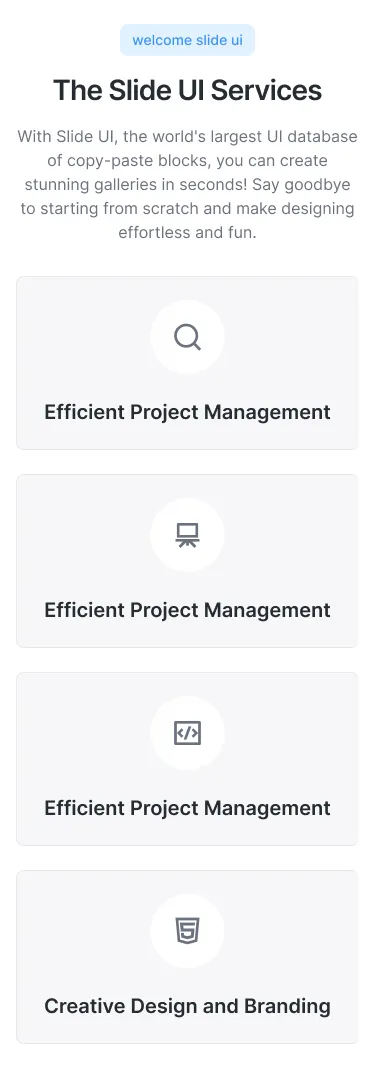 welcome slide ui
The Slide UI Services
With Slide UI, the world's largest UI database
of copy-paste blocks, you can create
stunning galleries in seconds! Say goodbye
to starting from scratch and make designing
effortless and fun.
Efficient Project Management
Efficient Project Management
Efficient Project Management
Creative Design and Branding